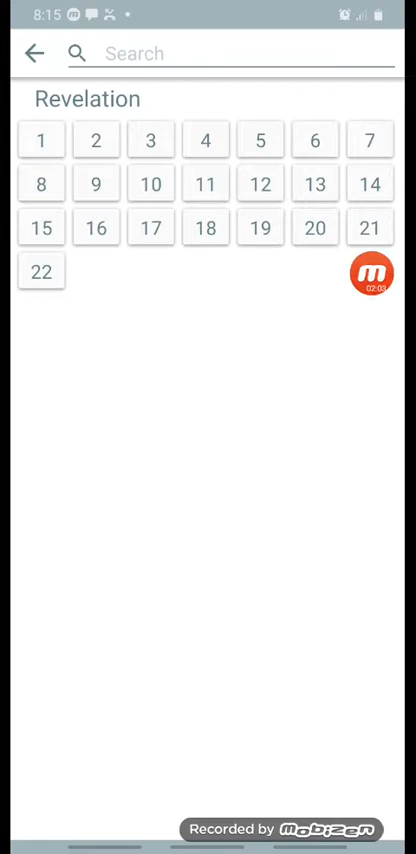 8:15
Search
Revelation
1 2 3 4 5 6 7
8 9 10 11 12 13 14
15 16 17 18 19 20 21
22
m
02:03
Recorded by mobizen